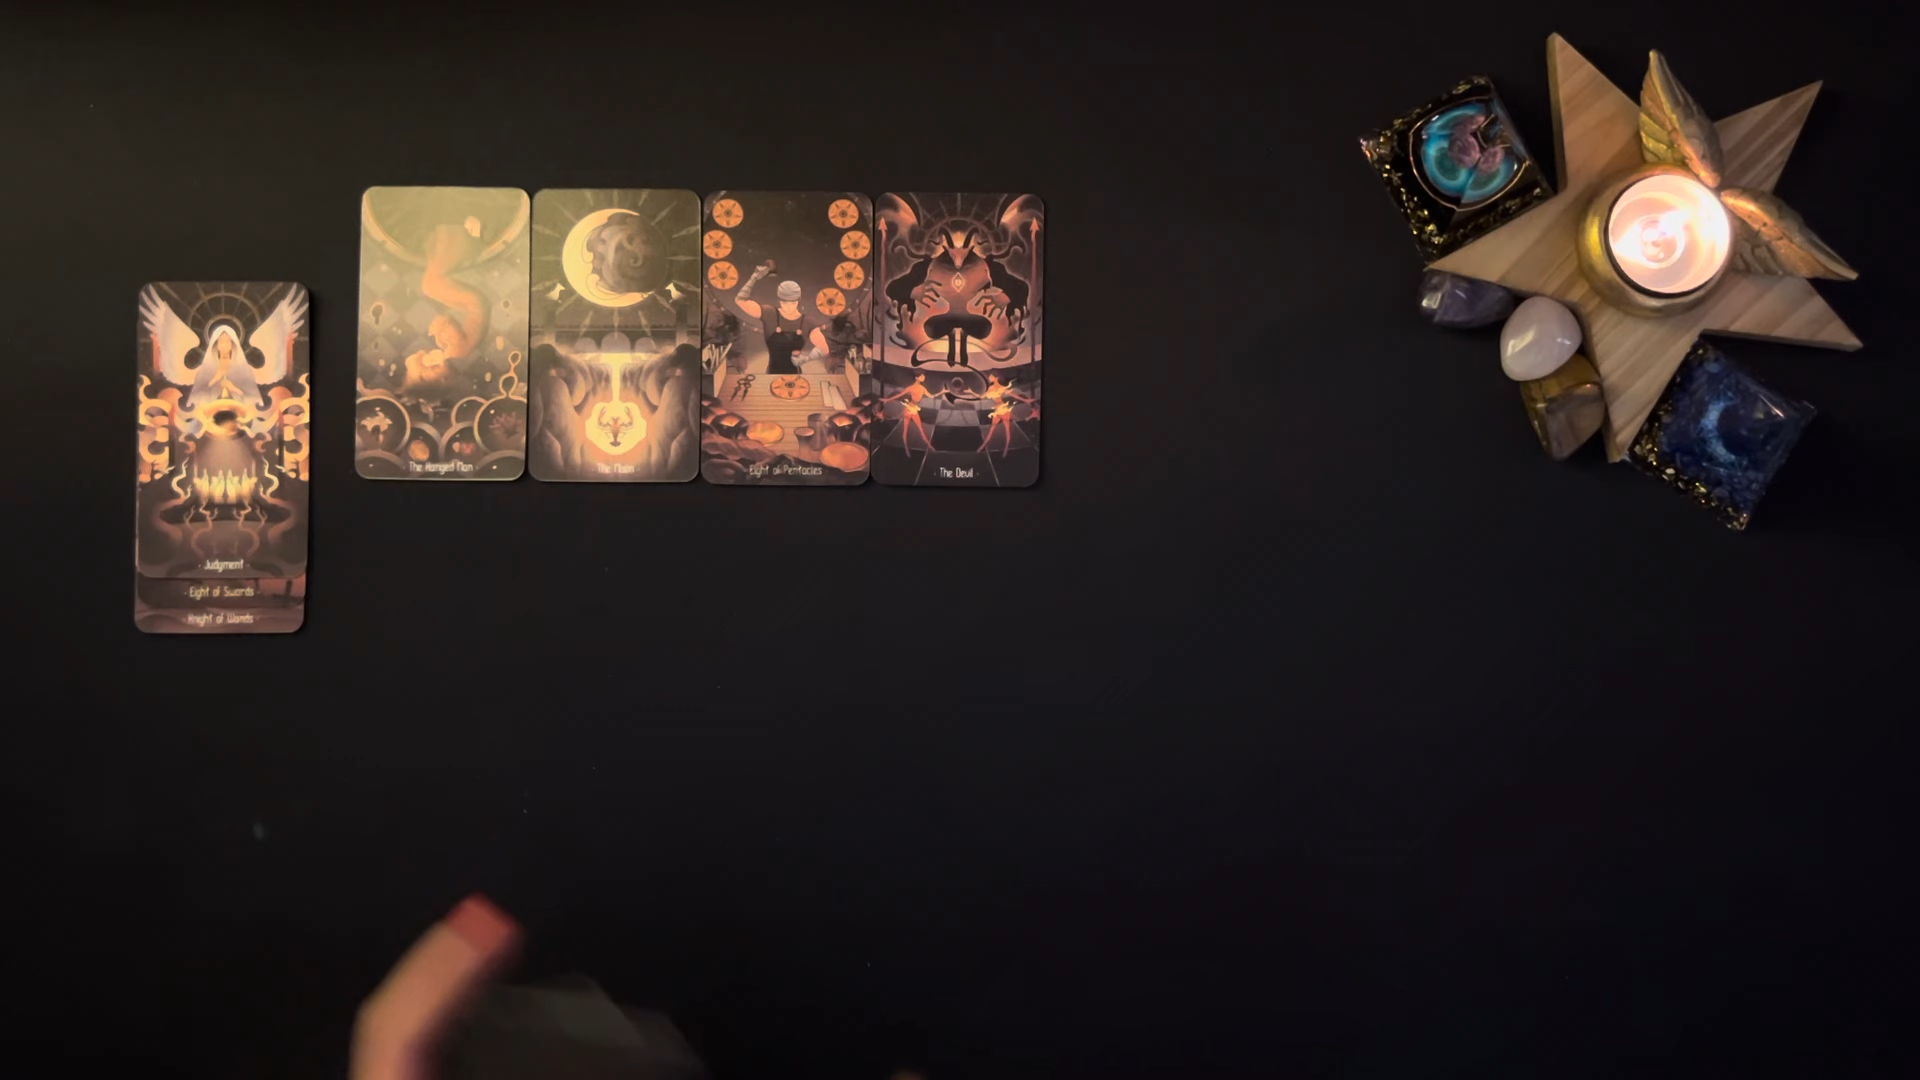 · Judgment ·
· Eight of Swords ·
· Knight of Wands ·
· The Hanged Man ·
· The Moon ·
· Eight of Pentacles ·
· The Devil ·